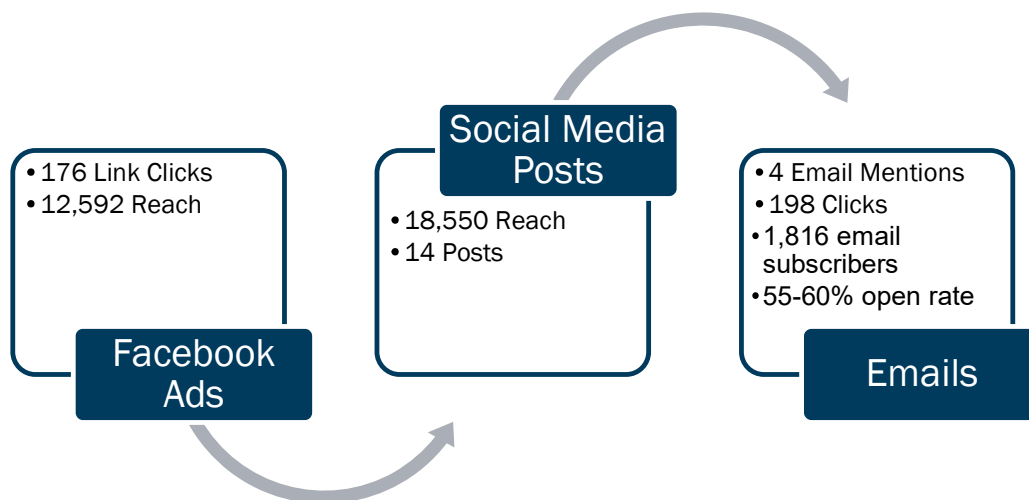 • 176 Link Clicks
• 12,592 Reach
Facebook
Ads
Social Media
Posts
• 18,550 Reach
• 14 Posts
• 4 Email Mentions
• 198 Clicks
• 1,816 email
subscribers
• 55-60% open rate
Emails